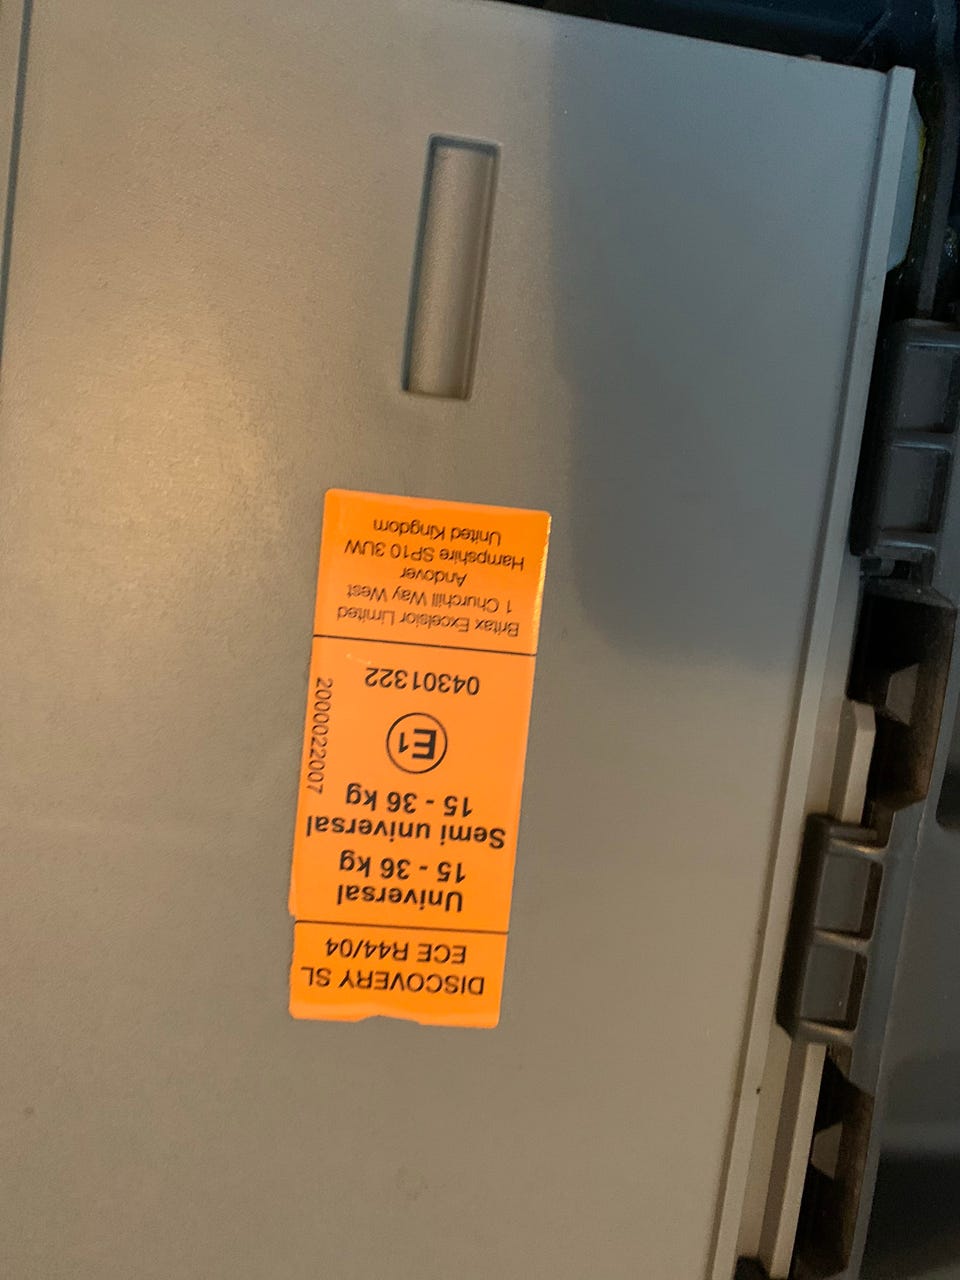 DISCOVERY SL
ECE R44/04
Universal
15 - 36 kg
Semi universal
15 - 36 kg
E1
04301322
2000022007
Britax Excelsior Limited
1 Churchill Way West
Andover
Hampshire SP10 3UW
United Kingdom